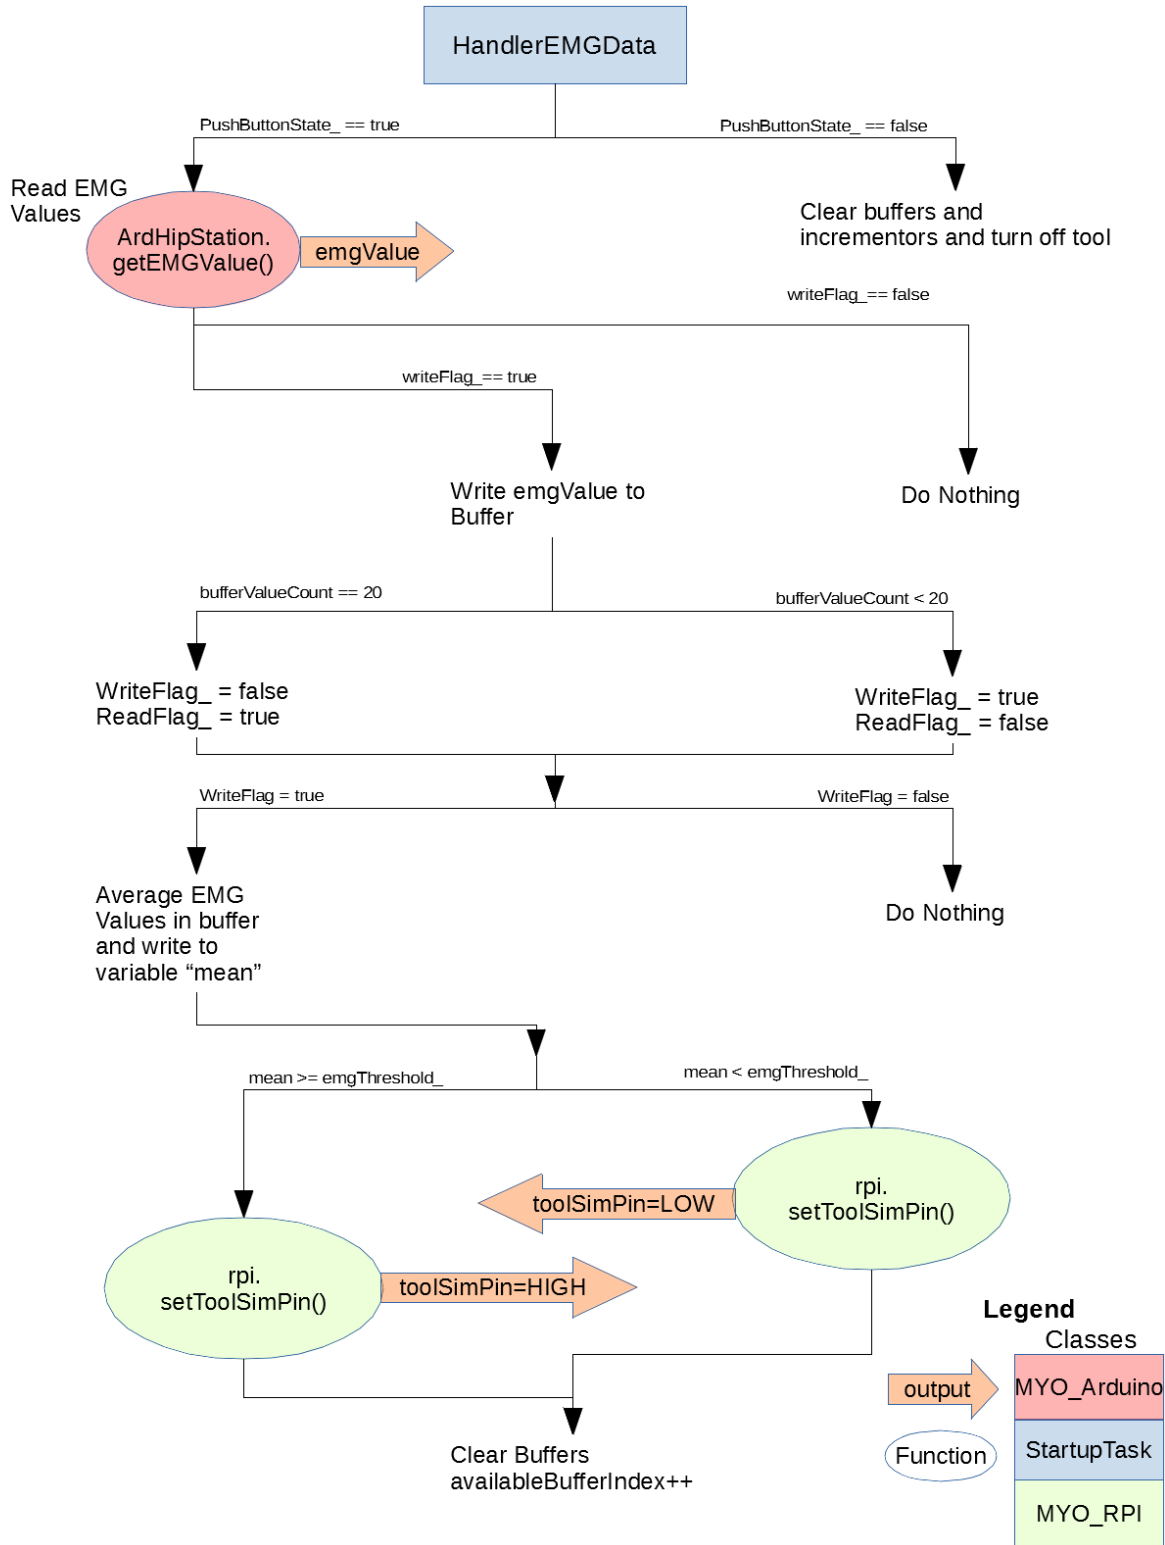 HandlerEMGData
PushButtonState_ == true
PushButtonState_ == false
Read EMG
Values
ArdHipStation.
getEMGValue()
emgValue
Clear buffers and
incrementors and turn off tool
writeFlag_== false
writeFlag_== true
Write emgValue to
Buffer
Do Nothing
bufferValueCount == 20
bufferValueCount < 20
WriteFlag_ = false
ReadFlag_ = true
WriteFlag_ = true
ReadFlag_ = false
WriteFlag = true
WriteFlag = false
Average EMG
Values in buffer
and write to
variable “mean”
Do Nothing
mean >= emgThreshold_
mean < emgThreshold_
rpi.
setToolSimPin()
toolSimPin=LOW
rpi.
setToolSimPin()
toolSimPin=HIGH
Clear Buffers
availableBufferIndex++
Legend
Classes
output
MYO_Arduino
Function
StartupTask
MYO_RPI